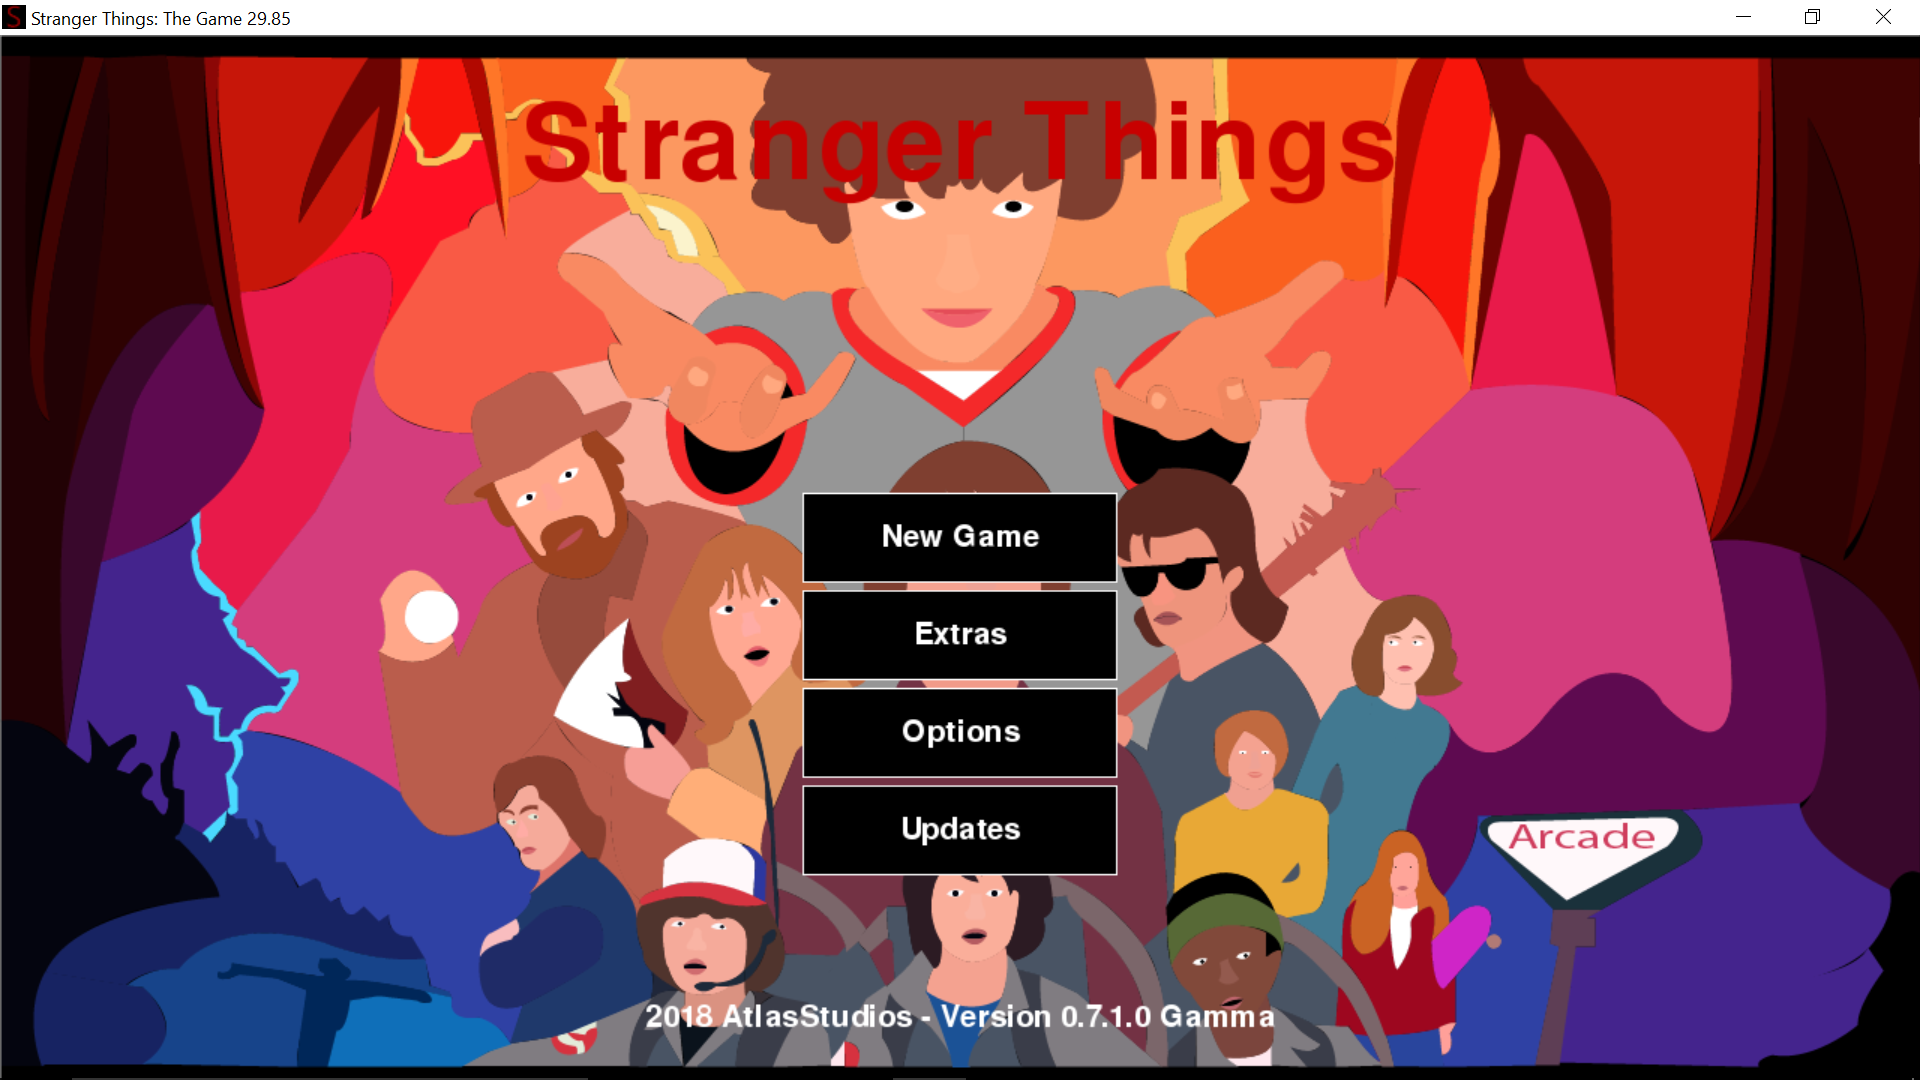 Stranger Things: The Game 29.85
Stranger Things
New Game
Extras
Options
Updates
Arcade
2018 AtlasStudios - Version 0.7.1.0 Gamma